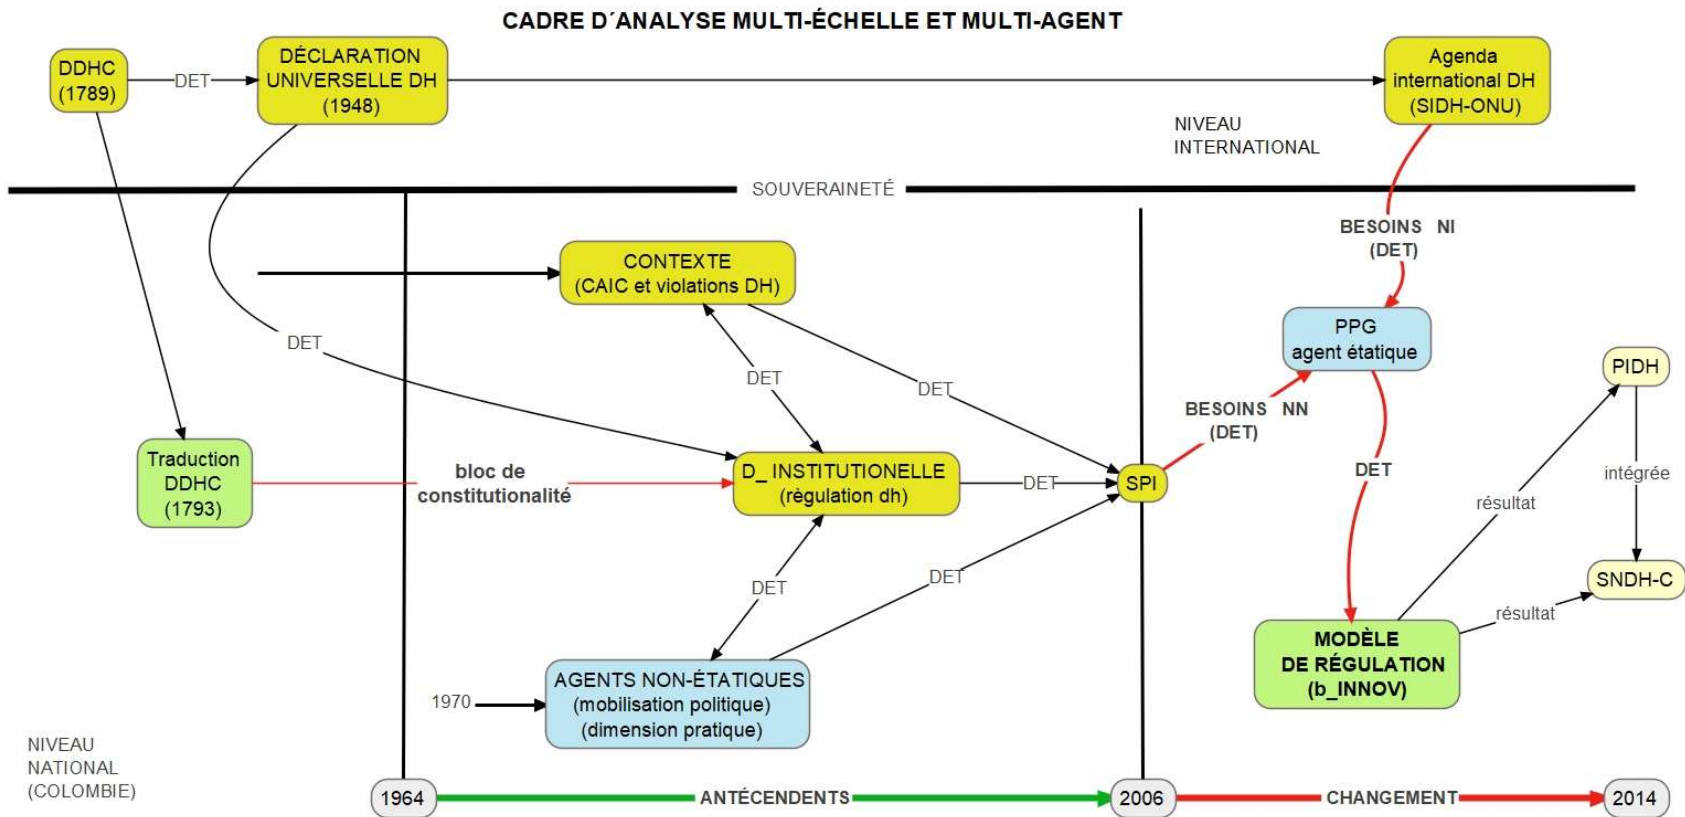 CADRE D´ANALYSE MULTI-ÉCHELLE ET MULTI-AGENT
DDHC
(1789)
DET
DÉCLARATION
UNIVERSELLE DH
(1948)
Agenda
international DH
(SIDH-ONU)
NIVEAU
INTERNATIONAL
SOUVERAINETÉ
BESOINS NI
(DET)
CONTEXTE
(CAIC et violations DH)
PPG
agent étatique
DET
DET
DET
PIDH
BESOINS NN
(DET)
Traduction
DDHC
(1793)
bloc de
constitutionalité
D_ INSTITUTIONELLE
(règulation dh)
DET
SPI
DET
intégrée
résultat
DET
DET
SNDH-C
résultat
MODÈLE
DE RÉGULATION
(b_INNOV)
AGENTS NON-ÉTATIQUES
(mobilisation politique)
(dimension pratique)
1970
NIVEAU
NATIONAL
(COLOMBIE)
1964
ANTÉCENDENTS
2006
CHANGEMENT
2014